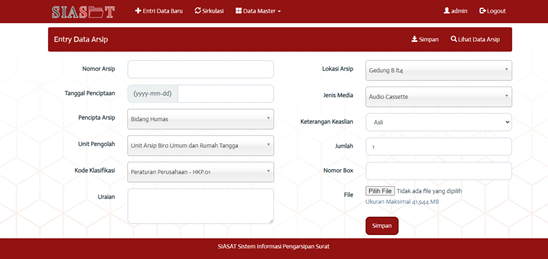 SIASAT
Entri Data Baru Sirkulasi Data Master admin Logout
Entry Data Arsip Simpan Lihat Data Arsip
Nomor Arsip
Tanggal Penciptaan (yyyy-mm-dd)
Pencipta Arsip Bidang Humas
Unit Pengolah Unit Arsip Biro Umum dan Rumah Tangga
Kode Klasifikasi Peraturan Perusahaan - HKP.01
Uraian
Lokasi Arsip Gedung B lt4
Jenis Media Audio Cassette
Keterangan Keaslian Asli
Jumlah 1
Nomor Box
File Pilih File Tidak ada file yang dipilih
Ukuran Maksimal 41,944 MB
Simpan
SIASAT Sistem Informasi Pengarsipan Surat